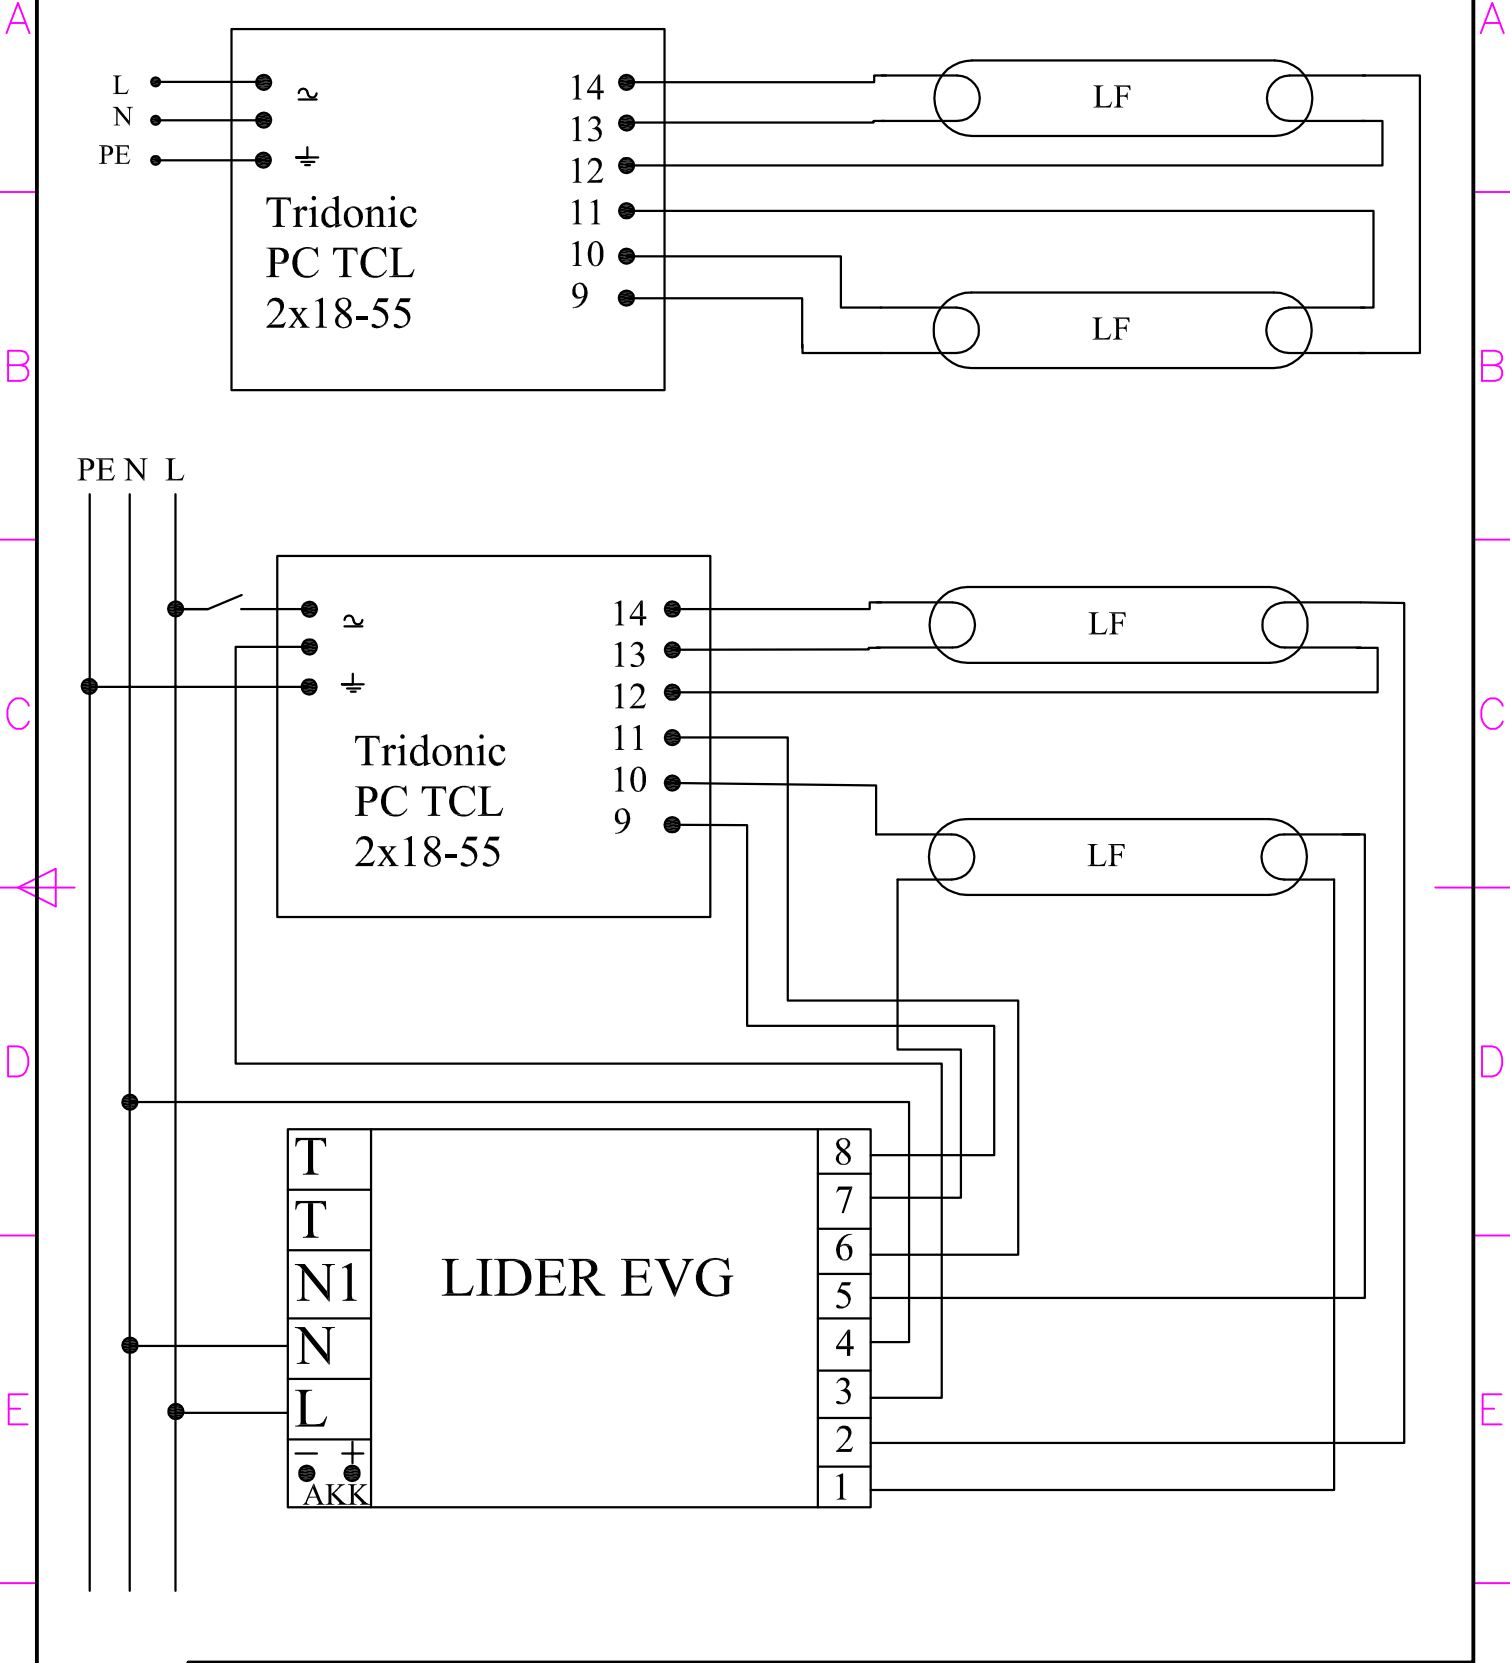 A A
L
N
PE
14
13
12
11
10
9
Tridonic
PC TCL
2x18-55
LF
LF
B B
PE N L
14
13
12
11
10
9
Tridonic
PC TCL
2x18-55
LF
LF
C C
D D
T
T
N1
N
L
− +
AKK
LIDER EVG
8
7
6
5
4
3
2
1
E E